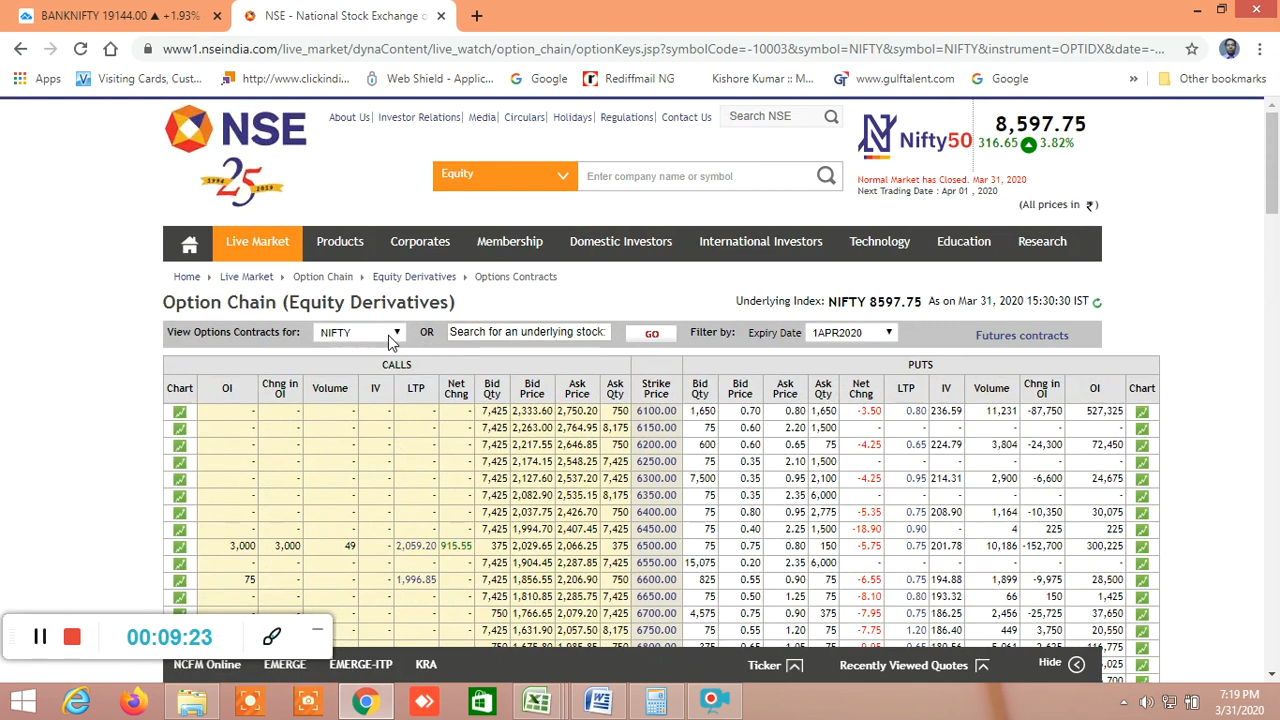 BANKNIFTY 19144.00 ▲ +1.93% × NSE - National Stock Exchange o × +
www1.nseindia.com/live_market/dynaContent/live_watch/option_chain/optionKeys.jsp?symbolCode=-10003&symbol=NIFTY&symbol=NIFTY&instrument=OPTIDX&date=-...
Apps Visiting Cards, Cust... http://www.clickindi... Web Shield - Applic... Google Rediffmail NG Kishore Kumar :: M... www.gulftalent.com Google » Other bookmarks
NSE
1994 25 2019
About Us| Investor Relations| Media| Circulars| Holidays| Regulations| Contact Us
Search NSE
Equity Enter company name or symbol
Nifty50 8,597.75
316.65 3.82%
Normal Market has Closed. Mar 31, 2020
Next Trading Date : Apr 01 , 2020
(All prices in ₹)
Live Market Products Corporates Membership Domestic Investors International Investors Technology Education Research
Home Live Market Option Chain Equity Derivatives Options Contracts
Option Chain (Equity Derivatives) Underlying Index: NIFTY 8597.75 As on Mar 31, 2020 15:30:30 IST
View Options Contracts for: NIFTY OR Search for an underlying stock: GO Filter by: Expiry Date 1APR2020 Futures contracts
CALLS PUTS
Chart OI Chng in OI Volume IV LTP Net Chng Bid Qty Bid Price Ask Price Ask Qty Strike Price Bid Qty Bid Price Ask Price Ask Qty Net Chng LTP IV Volume Chng in OI OI Chart
- - - - - - 7,425 2,333.60 2,750.20 750 6100.00 1,650 0.70 0.80 1,650 -3.50 0.80 236.59 11,231 -87,750 527,325
- - - - - - 7,425 2,263.00 2,764.95 8,175 6150.00 75 0.60 2.20 1,500 - - - - - -
- - - - - - 7,425 2,217.55 2,646.85 750 6200.00 600 0.60 0.65 75 -4.25 0.65 224.79 3,804 -24,300 72,450
- - - - - - 7,425 2,174.15 2,548.25 7,425 6250.00 75 0.35 2.10 1,500 - - - - - -
- - - - - - 7,425 2,127.60 2,537.20 7,425 6300.00 7,500 0.35 0.95 2,100 -4.25 0.95 214.31 2,900 -6,600 24,675
- - - - - - 7,425 2,082.90 2,535.15 8,175 6350.00 75 0.35 2.35 6,000 - - - - - -
- - - - - - 7,425 2,037.75 2,426.70 750 6400.00 75 0.80 0.95 2,775 -5.35 0.75 208.90 1,164 -10,350 30,075
- - - - - - 7,425 1,994.70 2,407.45 7,425 6450.00 75 0.40 2.25 1,500 -18.90 0.90 - 4 225 225
3,000 3,000 49 - 2,059.20 915.55 375 2,029.65 2,066.25 375 6500.00 75 0.75 0.80 150 -5.75 0.75 201.78 10,186 -152,700 300,225
- - - - - - 7,425 1,904.45 2,287.85 7,425 6550.00 15,075 0.20 2.35 6,000 - - - - - -
75 - - - 1,996.85 - 7,425 1,856.55 2,206.90 750 6600.00 825 0.55 0.90 75 -6.55 0.75 194.88 1,899 -9,975 28,500
- - - - - - 7,425 1,810.85 2,285.75 7,425 6650.00 75 0.50 1.25 75 -8.10 0.75 193.32 66 150 1,425
- - 750 1,766.65 2,079.20 7,425 6700.00 4,575 0.75 0.90 375 -7.95 0.75 186.25 2,456 -25,725 37,650
- - 7,425 1,631.90 2,057.50 8,175 6750.00 75 0.55 1.20 75 -7.75 1.20 186.40 449 3,750 20,550
00:09:23
NCFM Online EMERGE EMERGE-ITP KRA Ticker Recently Viewed Quotes Hide
7:19 PM
3/31/2020